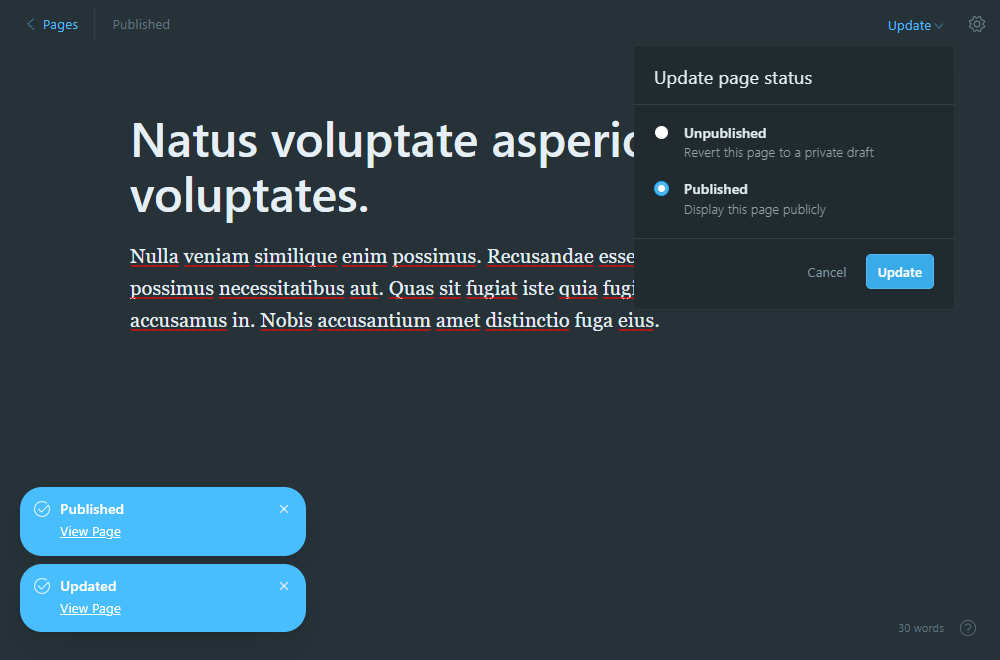 Pages
Published
Update
Update page status
Unpublished
Revert this page to a private draft
Published
Display this page publicly
Cancel
Update
Natus voluptate asperio
voluptates.
Nulla veniam similique enim possimus. Recusandae esse
possimus necessitatibus aut. Quas sit fugiat iste quia fugi
accusamus in. Nobis accusantium amet distinctio fuga eius.
Published
View Page
Updated
View Page
30 words
?